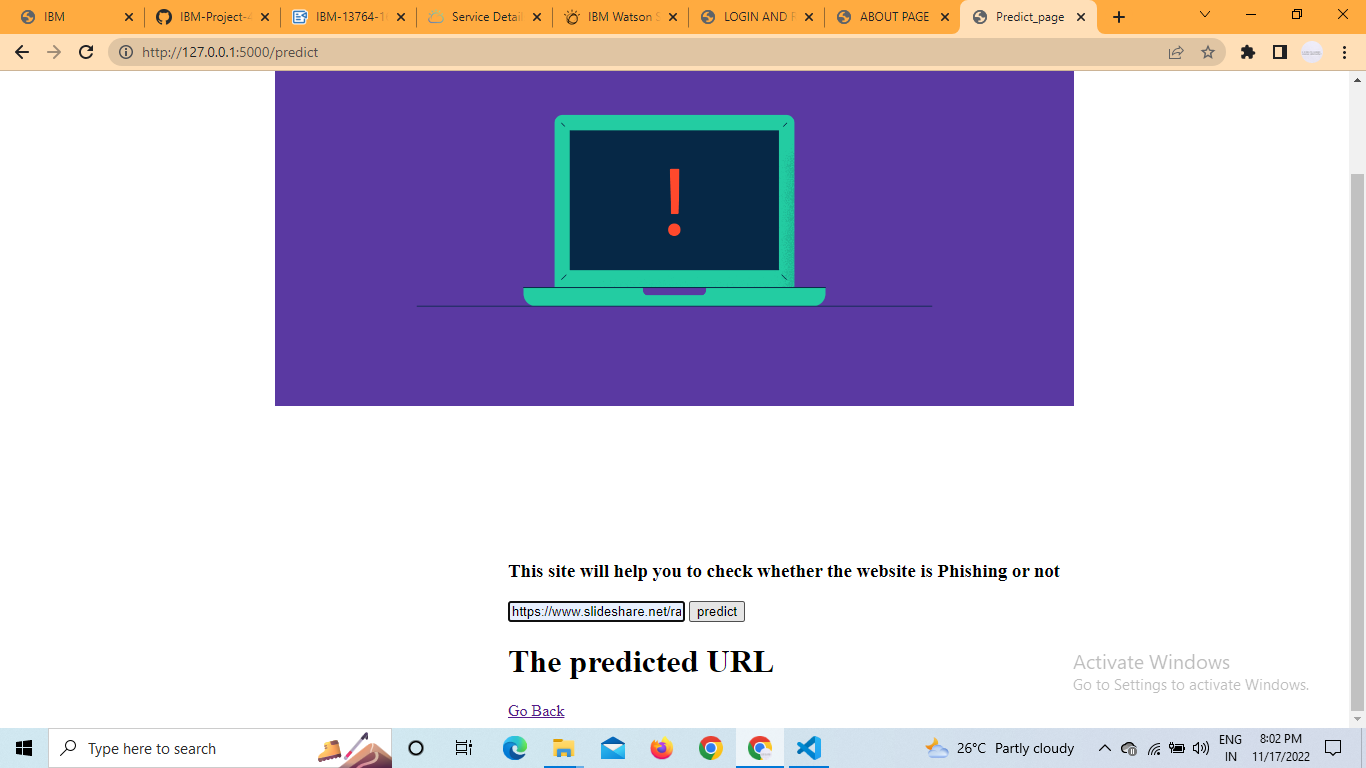 IBM
IBM-Project-4
IBM-13764-1
Service Detail
IBM Watson S
LOGIN AND
ABOUT PAGE
Predict_page
http://127.0.0.1:5000/predict
!
This site will help you to check whether the website is Phishing or not
https://www.slideshare.net/ra
predict
The predicted URL
Go Back
Activate Windows
Go to Settings to activate Windows.
Type here to search
26°C Partly cloudy
ENG
IN
8:02 PM
11/17/2022